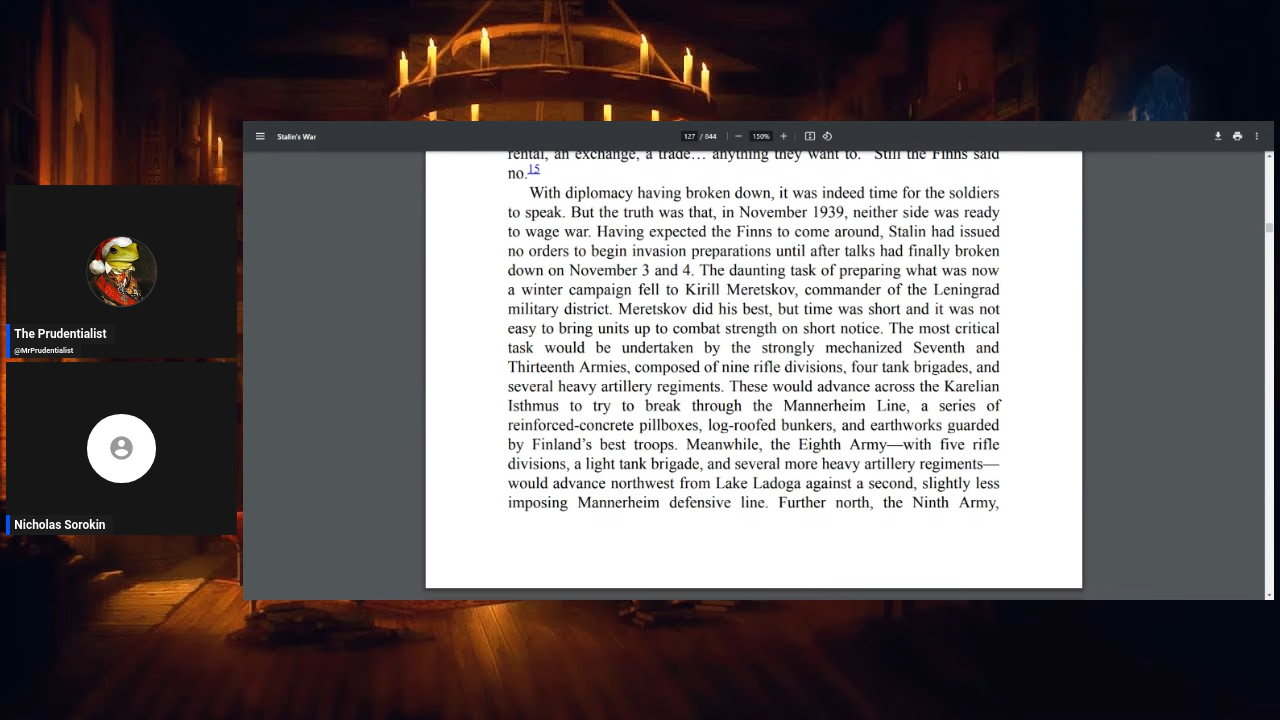 Stalin's War
127 / 844
150%
rental, an exchange, a trade… anything they want to." Still the Finns said
no.15
With diplomacy having broken down, it was indeed time for the soldiers
to speak. But the truth was that, in November 1939, neither side was ready
to wage war. Having expected the Finns to come around, Stalin had issued
no orders to begin invasion preparations until after talks had finally broken
down on November 3 and 4. The daunting task of preparing what was now
a winter campaign fell to Kirill Meretskov, commander of the Leningrad
military district. Meretskov did his best, but time was short and it was not
easy to bring units up to combat strength on short notice. The most critical
task would be undertaken by the strongly mechanized Seventh and
Thirteenth Armies, composed of nine rifle divisions, four tank brigades, and
several heavy artillery regiments. These would advance across the Karelian
Isthmus to try to break through the Mannerheim Line, a series of
reinforced-concrete pillboxes, log-roofed bunkers, and earthworks guarded
by Finland's best troops. Meanwhile, the Eighth Army—with five rifle
divisions, a light tank brigade, and several more heavy artillery regiments—
would advance northwest from Lake Ladoga against a second, slightly less
imposing Mannerheim defensive line. Further north, the Ninth Army,
The Prudentialist
@MrPrudentialist
Nicholas Sorokin